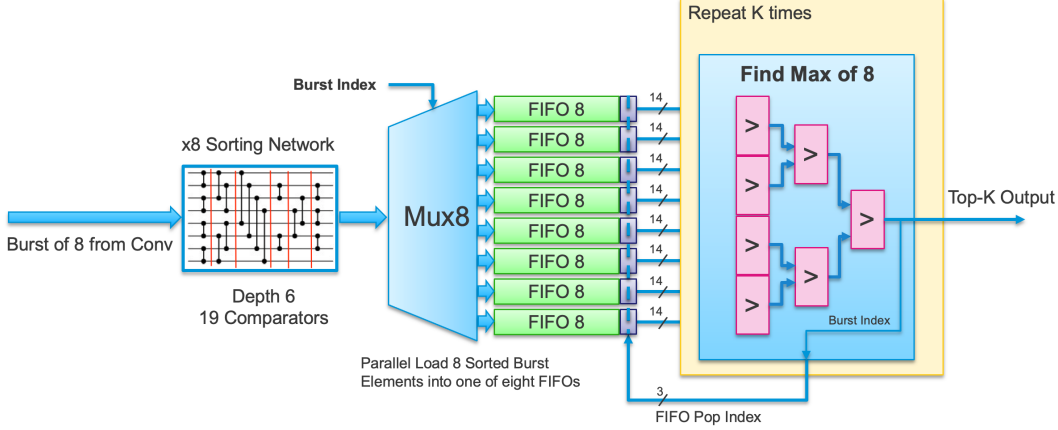 Repeat K times
Find Max of 8
Burst Index
x8 Sorting Network
Burst of 8 from Conv
Depth 6
19 Comparators
Mux8
FIFO 8
FIFO 8
FIFO 8
FIFO 8
FIFO 8
FIFO 8
FIFO 8
FIFO 8
14
14
14
14
14
14
14
14
>
>
>
>
>
>
>
Top-K Output
Burst Index
Parallel Load 8 Sorted Burst
Elements into one of eight FIFOs
3
FIFO Pop Index